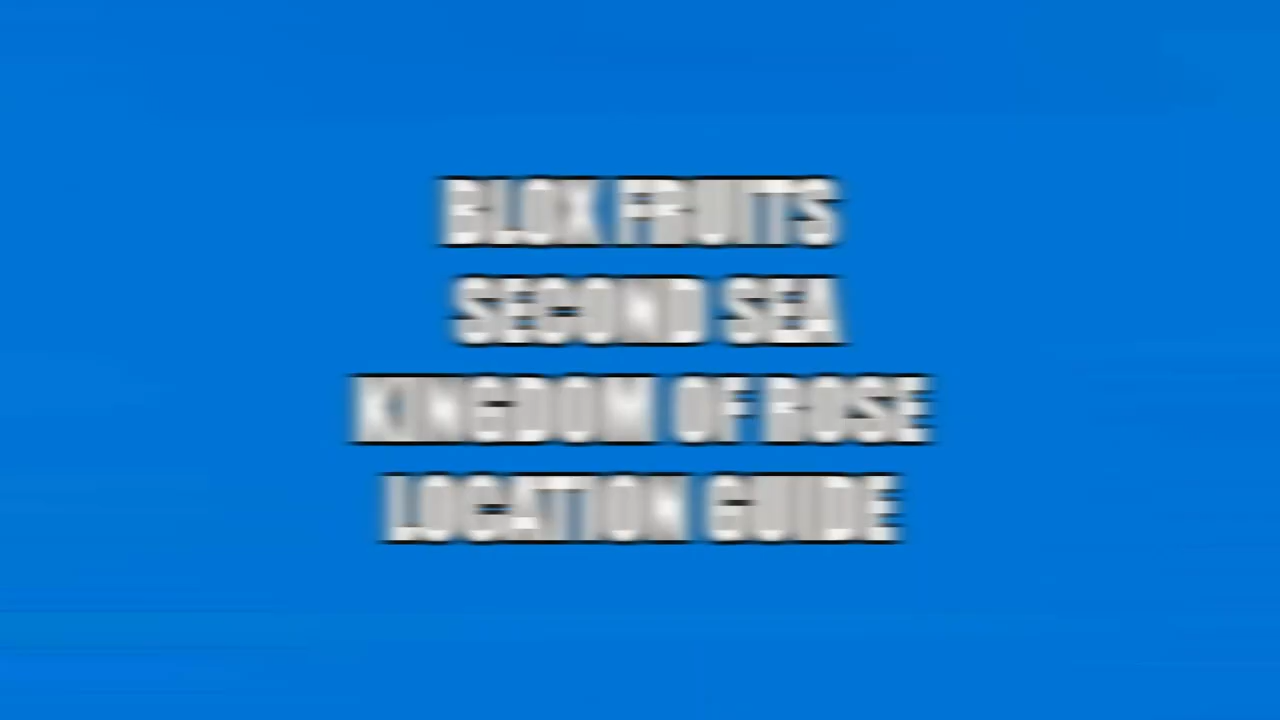 BLOX FRUITS
SECOND SEA
KINGDOM OF ROSE
LOCATION GUIDE